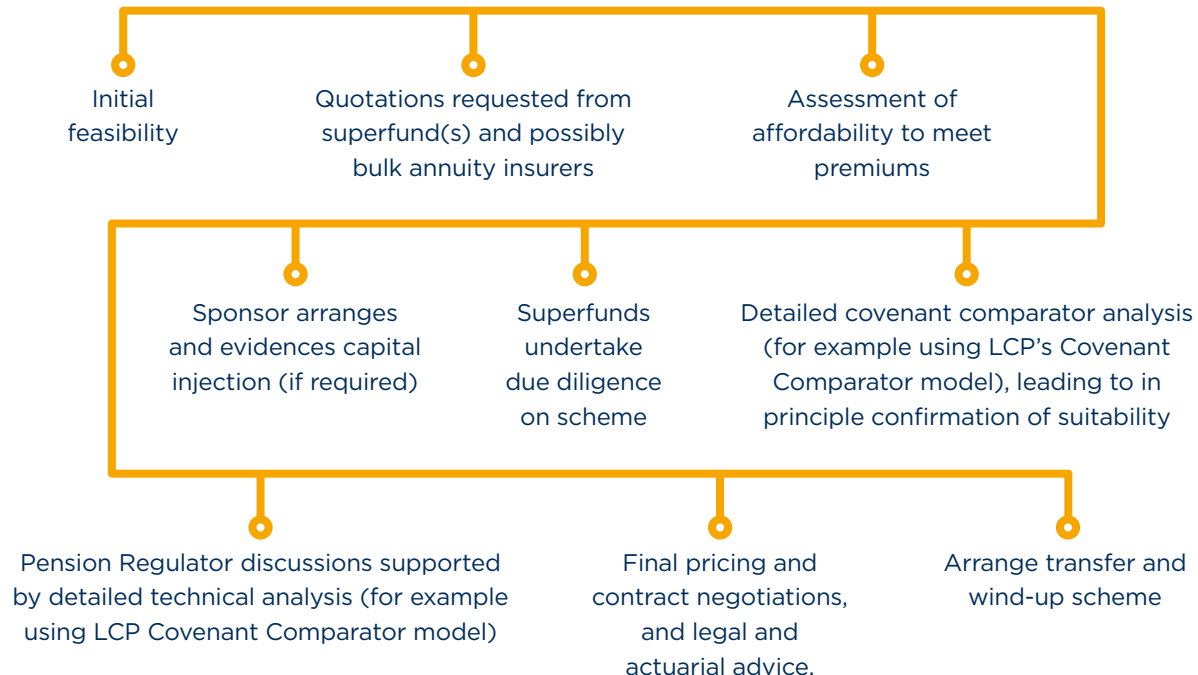 Initial
feasibility
Quotations requested from
superfund(s) and possibly
bulk annuity insurers
Assessment of
affordability to meet
premiums
Sponsor arranges
and evidences capital
injection (if required)
Superfunds
undertake
due diligence
on scheme
Detailed covenant comparator analysis
(for example using LCP’s Covenant
Comparator model), leading to in
principle confirmation of suitability
Pension Regulator discussions supported
by detailed technical analysis (for example
using LCP Covenant Comparator model)
Final pricing and
contract negotiations,
and legal and
actuarial advice.
Arrange transfer and
wind-up scheme